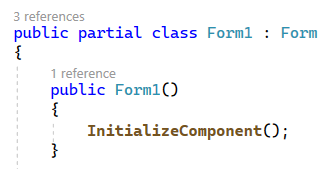 3 references
public partial class Form1 : Form
{
1 reference
public Form1()
{
InitializeComponent();
}